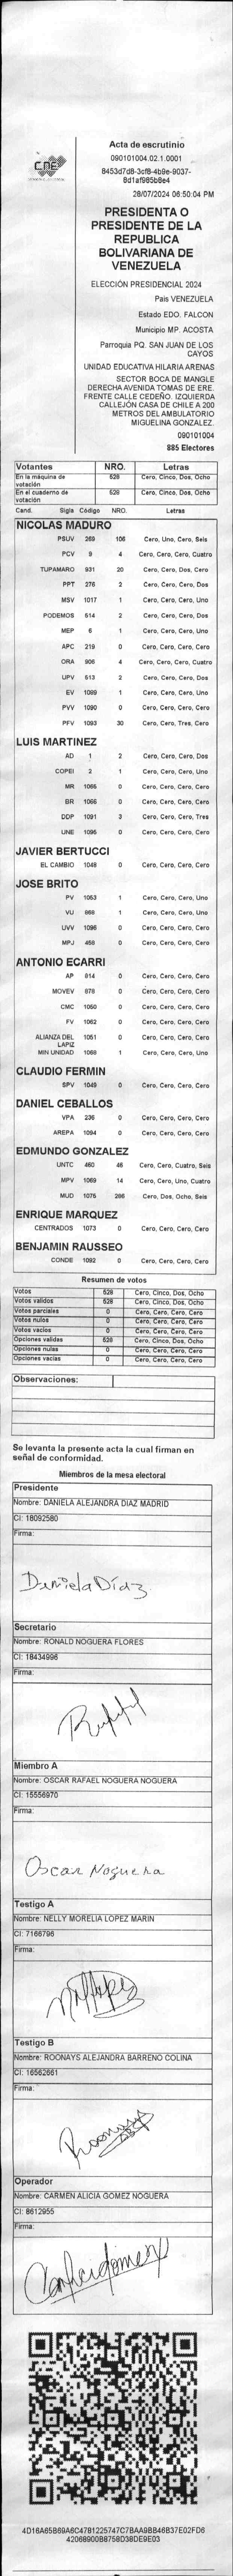 CNE
Acta de escrutinio
090101004.02.1.0001
8453d7d8-3cf8-4b9e-9037-
8d1af985b9e4
28/07/2024 06:50:04 PM
PRESIDENTA O
PRESIDENTE DE LA
REPUBLICA
BOLIVARIANA DE
VENEZUELA
ELECCIÓN PRESIDENCIAL 2024
País VENEZUELA
Estado EDO. FALCON
Municipio MP. ACOSTA
Parroquia PQ. SAN JUAN DE LOS
CAYOS
UNIDAD EDUCATIVA HILARIA ARENAS
SECTOR BOCA DE MANGLE
DERECHA AVENIDA TOMAS DE ERE.
FRENTE CALLE CEDEÑO. IZQUIERDA
CALLEJÓN CASA DE CHILE A 200
METROS DEL AMBULATORIO
MIGUELINA GONZALEZ.
090101004
885 Electores
Votantes NRO. Letras
En la máquina de votación 528 Cero, Cinco, Dos, Ocho
En el cuaderno de votación 528 Cero, Cinco, Dos, Ocho
Cand. Sigla Código NRO. Letras
NICOLAS MADURO
PSUV 269 106 Cero, Uno, Cero, Seis
PCV 9 4 Cero, Cero, Cero, Cuatro
TUPAMARO 931 20 Cero, Cero, Dos, Cero
PPT 276 2 Cero, Cero, Cero, Dos
MSV 1017 1 Cero, Cero, Cero, Uno
PODEMOS 514 2 Cero, Cero, Cero, Dos
MEP 6 1 Cero, Cero, Cero, Uno
APC 219 0 Cero, Cero, Cero, Cero
ORA 906 4 Cero, Cero, Cero, Cuatro
UPV 513 2 Cero, Cero, Cero, Dos
EV 1089 1 Cero, Cero, Cero, Uno
PVV 1090 0 Cero, Cero, Cero, Cero
PFV 1093 30 Cero, Cero, Tres, Cero
LUIS MARTINEZ
AD 1 2 Cero, Cero, Cero, Dos
COPEI 2 1 Cero, Cero, Cero, Uno
MR 1065 0 Cero, Cero, Cero, Cero
BR 1066 0 Cero, Cero, Cero, Cero
DDP 1091 3 Cero, Cero, Cero, Tres
UNE 1095 0 Cero, Cero, Cero, Cero
JAVIER BERTUCCI
EL CAMBIO 1048 0 Cero, Cero, Cero, Cero
JOSE BRITO
PV 1053 1 Cero, Cero, Cero, Uno
VU 868 1 Cero, Cero, Cero, Uno
UVV 1096 0 Cero, Cero, Cero, Cero
MPJ 458 0 Cero, Cero, Cero, Cero
ANTONIO ECARRI
AP 814 0 Cero, Cero, Cero, Cero
MOVEV 878 0 Cero, Cero, Cero, Cero
CMC 1050 0 Cero, Cero, Cero, Cero
FV 1052 0 Cero, Cero, Cero, Cero
ALIANZA DEL LAPIZ 1051 0 Cero, Cero, Cero, Cero
MIN UNIDAD 1088 1 Cero, Cero, Cero, Uno
CLAUDIO FERMIN
SPV 1049 0 Cero, Cero, Cero, Cero
DANIEL CEBALLOS
VPA 236 0 Cero, Cero, Cero, Cero
AREPA 1094 0 Cero, Cero, Cero, Cero
EDMUNDO GONZALEZ
UNTC 460 46 Cero, Cero, Cuatro, Seis
MPV 1069 14 Cero, Cero, Uno, Cuatro
MUD 1075 286 Cero, Dos, Ocho, Seis
ENRIQUE MARQUEZ
CENTRADOS 1073 0 Cero, Cero, Cero, Cero
BENJAMIN RAUSSEO
CONDE 1092 0 Cero, Cero, Cero, Cero
Resumen de votos
Votos 528 Cero, Cinco, Dos, Ocho
Votos validos 528 Cero, Cinco, Dos, Ocho
Votos parciales 0 Cero, Cero, Cero, Cero
Votos nulos 0 Cero, Cero, Cero, Cero
Votos vacios 0 Cero, Cero, Cero, Cero
Opciones validas 528 Cero, Cinco, Dos, Ocho
Opciones nulas 0 Cero, Cero, Cero, Cero
Opciones vacias 0 Cero, Cero, Cero, Cero
Observaciones:
Se levanta la presente acta la cual firman en
señal de conformidad.
Miembros de la mesa electoral
Presidente
Nombre: DANIELA ALEJANDRA DIAZ MADRID
CI: 18092580
Firma:
Daniela Díaz
Secretario
Nombre: RONALD NOGUERA FLORES
CI: 18434996
Firma:
Miembro A
Nombre: OSCAR RAFAEL NOGUERA NOGUERA
CI: 15556970
Firma:
Oscar Noguera
Testigo A
Nombre: NELLY MORELIA LOPEZ MARIN
CI: 7166796
Firma:
Testigo B
Nombre: ROONAYS ALEJANDRA BARRENO COLINA
CI: 16562661
Firma:
Operador
Nombre: CARMEN ALICIA GOMEZ NOGUERA
CI: 8612955
Firma:
4D16A65B69A6C4781225747C7BAA9BB46B37E02FD6
42068900B8758D38DE9E03